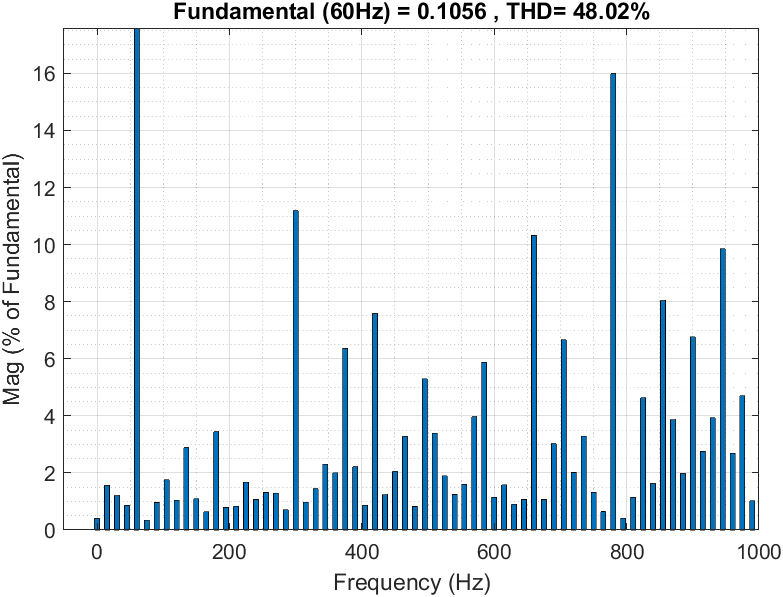 Fundamental (60Hz) = 0.1056 , THD= 48.02%
16
14
12
10
8
6
4
2
0
Mag (% of Fundamental)
0 200 400 600 800 1000
Frequency (Hz)